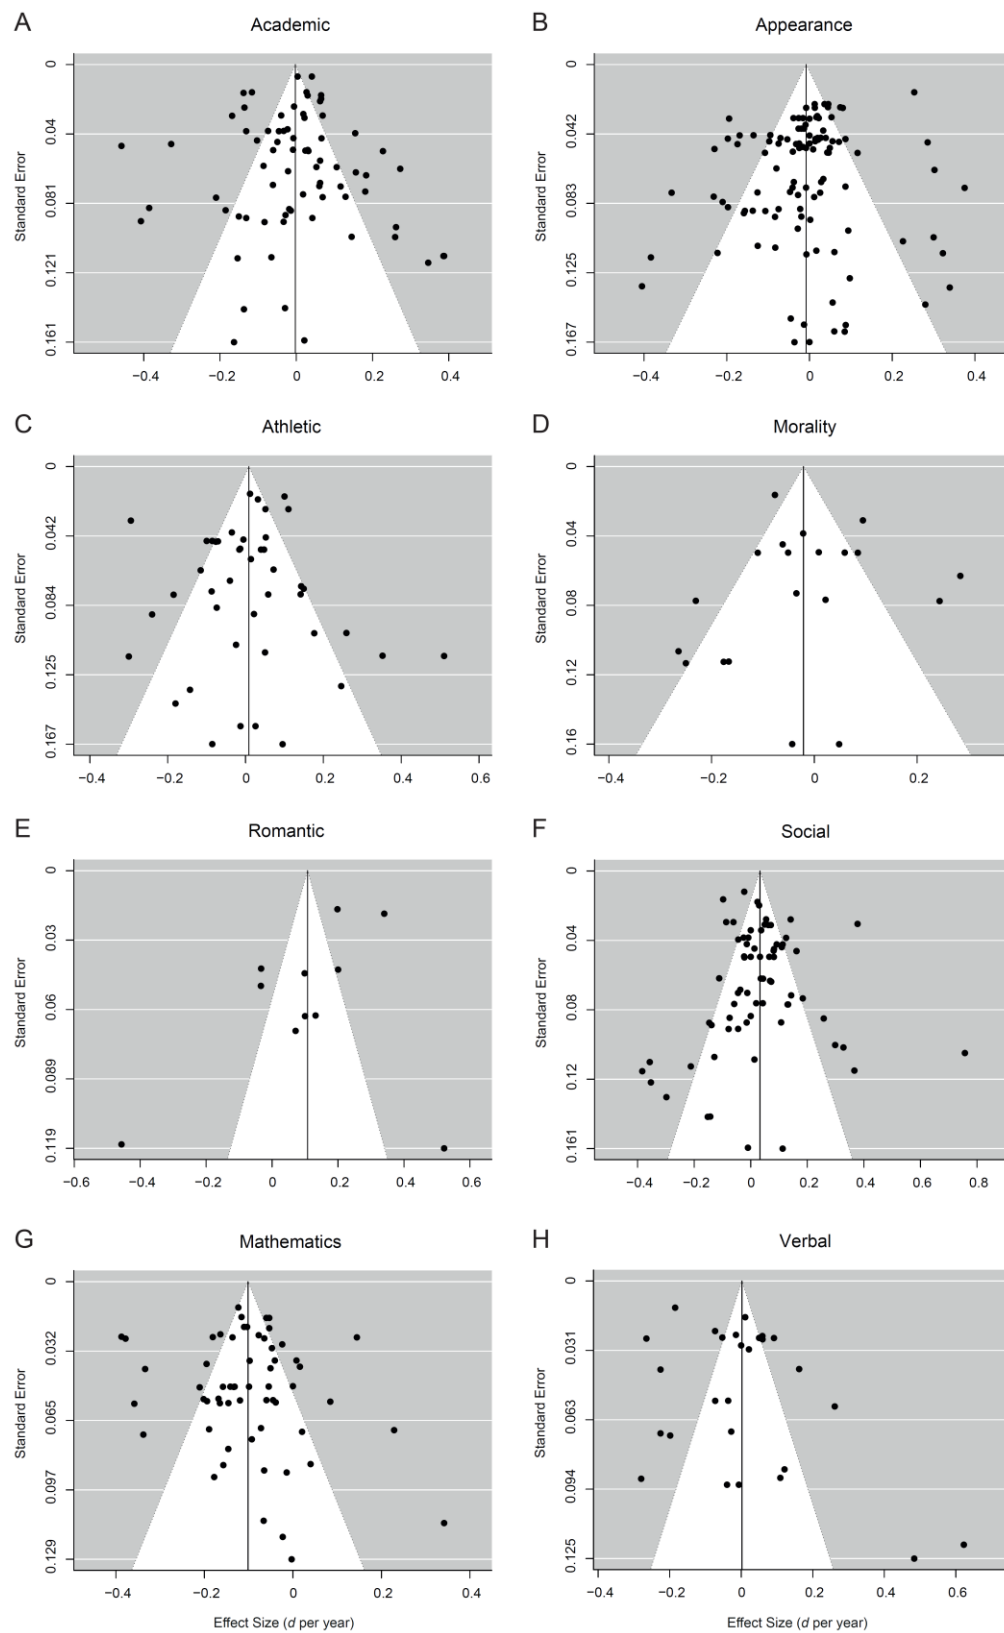 A
Academic
Standard Error
0
0.04
0.081
0.121
0.161
−0.4 −0.2 0 0.2 0.4
B
Appearance
Standard Error
0
0.042
0.083
0.125
0.167
−0.4 −0.2 0 0.2 0.4
C
Athletic
Standard Error
0
0.042
0.084
0.125
0.167
−0.4 −0.2 0 0.2 0.4 0.6
D
Morality
Standard Error
0
0.04
0.08
0.12
0.16
−0.4 −0.2 0 0.2
E
Romantic
Standard Error
0
0.03
0.06
0.089
0.119
−0.6 −0.4 −0.2 0 0.2 0.4 0.6
F
Social
Standard Error
0
0.04
0.08
0.12
0.161
−0.4 −0.2 0 0.2 0.4 0.6 0.8
G
Mathematics
Standard Error
0
0.032
0.065
0.097
0.129
−0.4 −0.2 0 0.2 0.4
Effect Size (d per year)
H
Verbal
Standard Error
0
0.031
0.063
0.094
0.125
−0.4 −0.2 0 0.2 0.4 0.6
Effect Size (d per year)